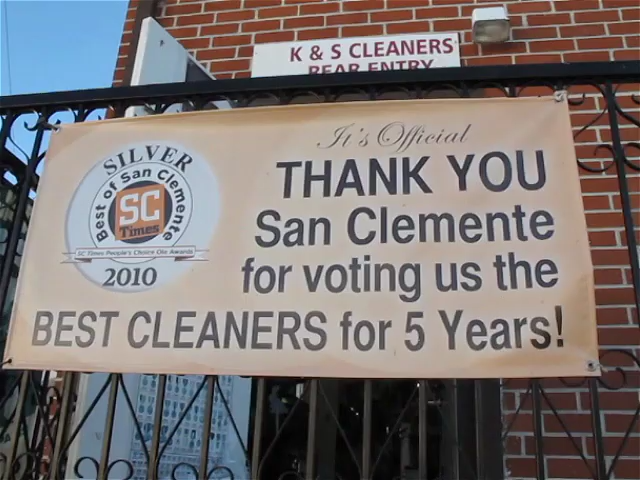 K & S CLEANERS
REAR ENTRY
It's Official
THANK YOU
San Clemente
for voting us the
BEST CLEANERS for 5 Years!
SILVER
Best of San Clemente
SC
Times
SC Times People's Choice Ole Awards
2010